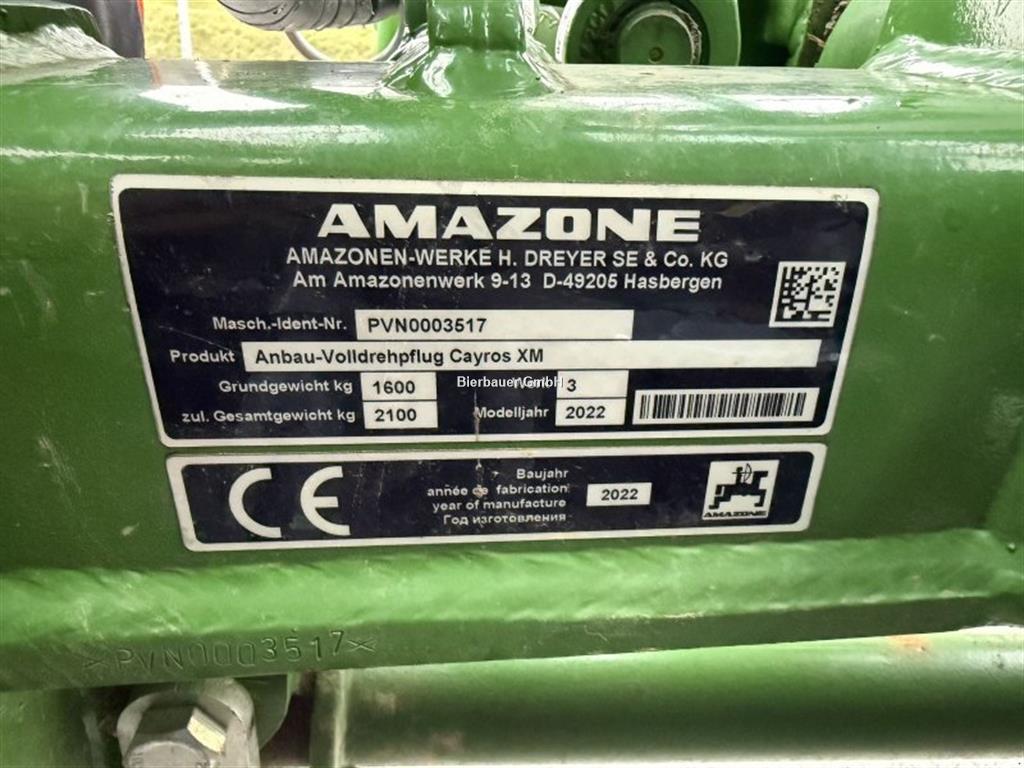 AMAZONE
AMAZONEN-WERKE H. DREYER SE & Co. KG
Am Amazonenwerk 9-13 D-49205 Hasbergen
Masch.-Ident-Nr. PVN0003517
Produkt Anbau-Volldrehpflug Cayros XM
Grundgewicht kg 1600 3
Bierbauer GmbH
zul. Gesamtgewicht kg 2100 Modelljahr 2022
CE
Baujahr
année de fabrication
year of manufacture
Год изготовления
2022
AMAZONE
×PVN0003517×